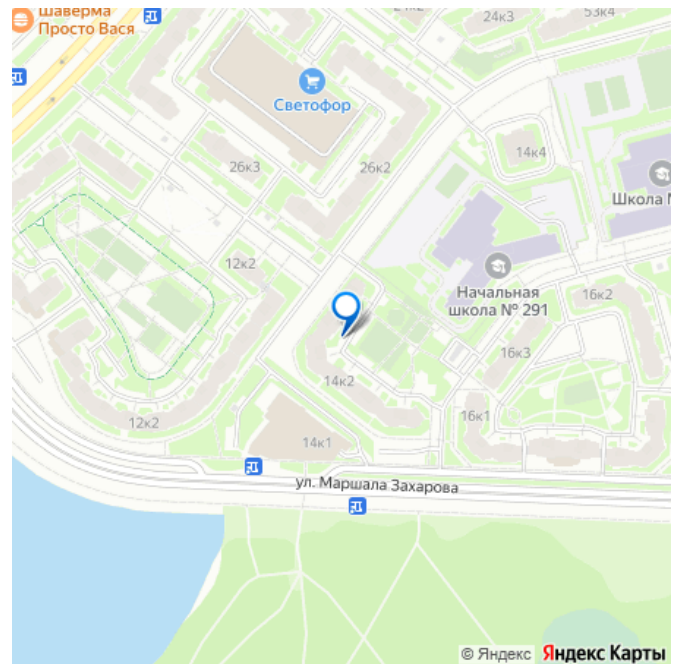 Шаверма
Просто Вася
24к3
53к4
Светофор
26к3
26к2
14к4
Школа №
12к2
Начальная
школа № 291
16к2
16к3
14к2
16к1
12к2
14к1
ул. Маршала Захарова
© Яндекс Яндекс Карты